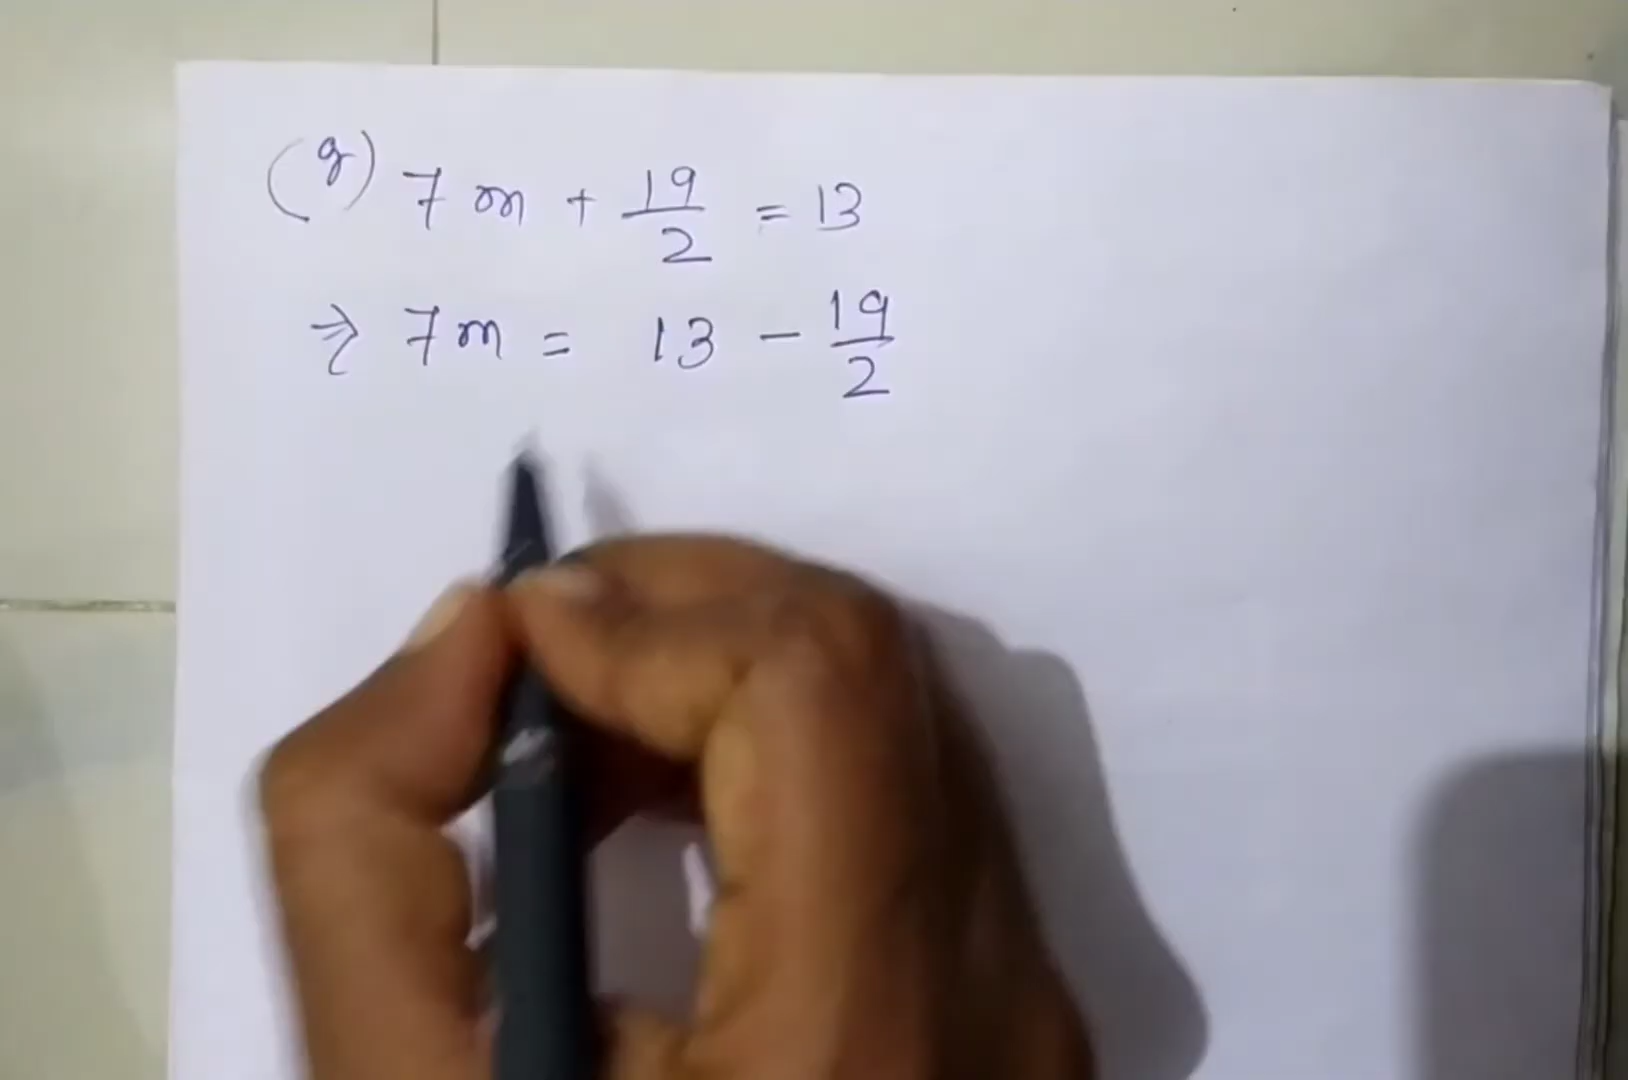 (g) 7m + 19/2 = 13
⇒ 7m = 13 - 19/2